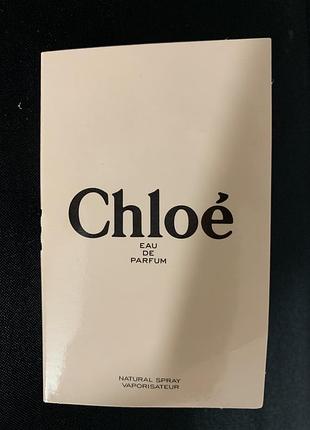 Chloé
EAU
DE
PARFUM
NATURAL SPRAY
VAPORISATEUR